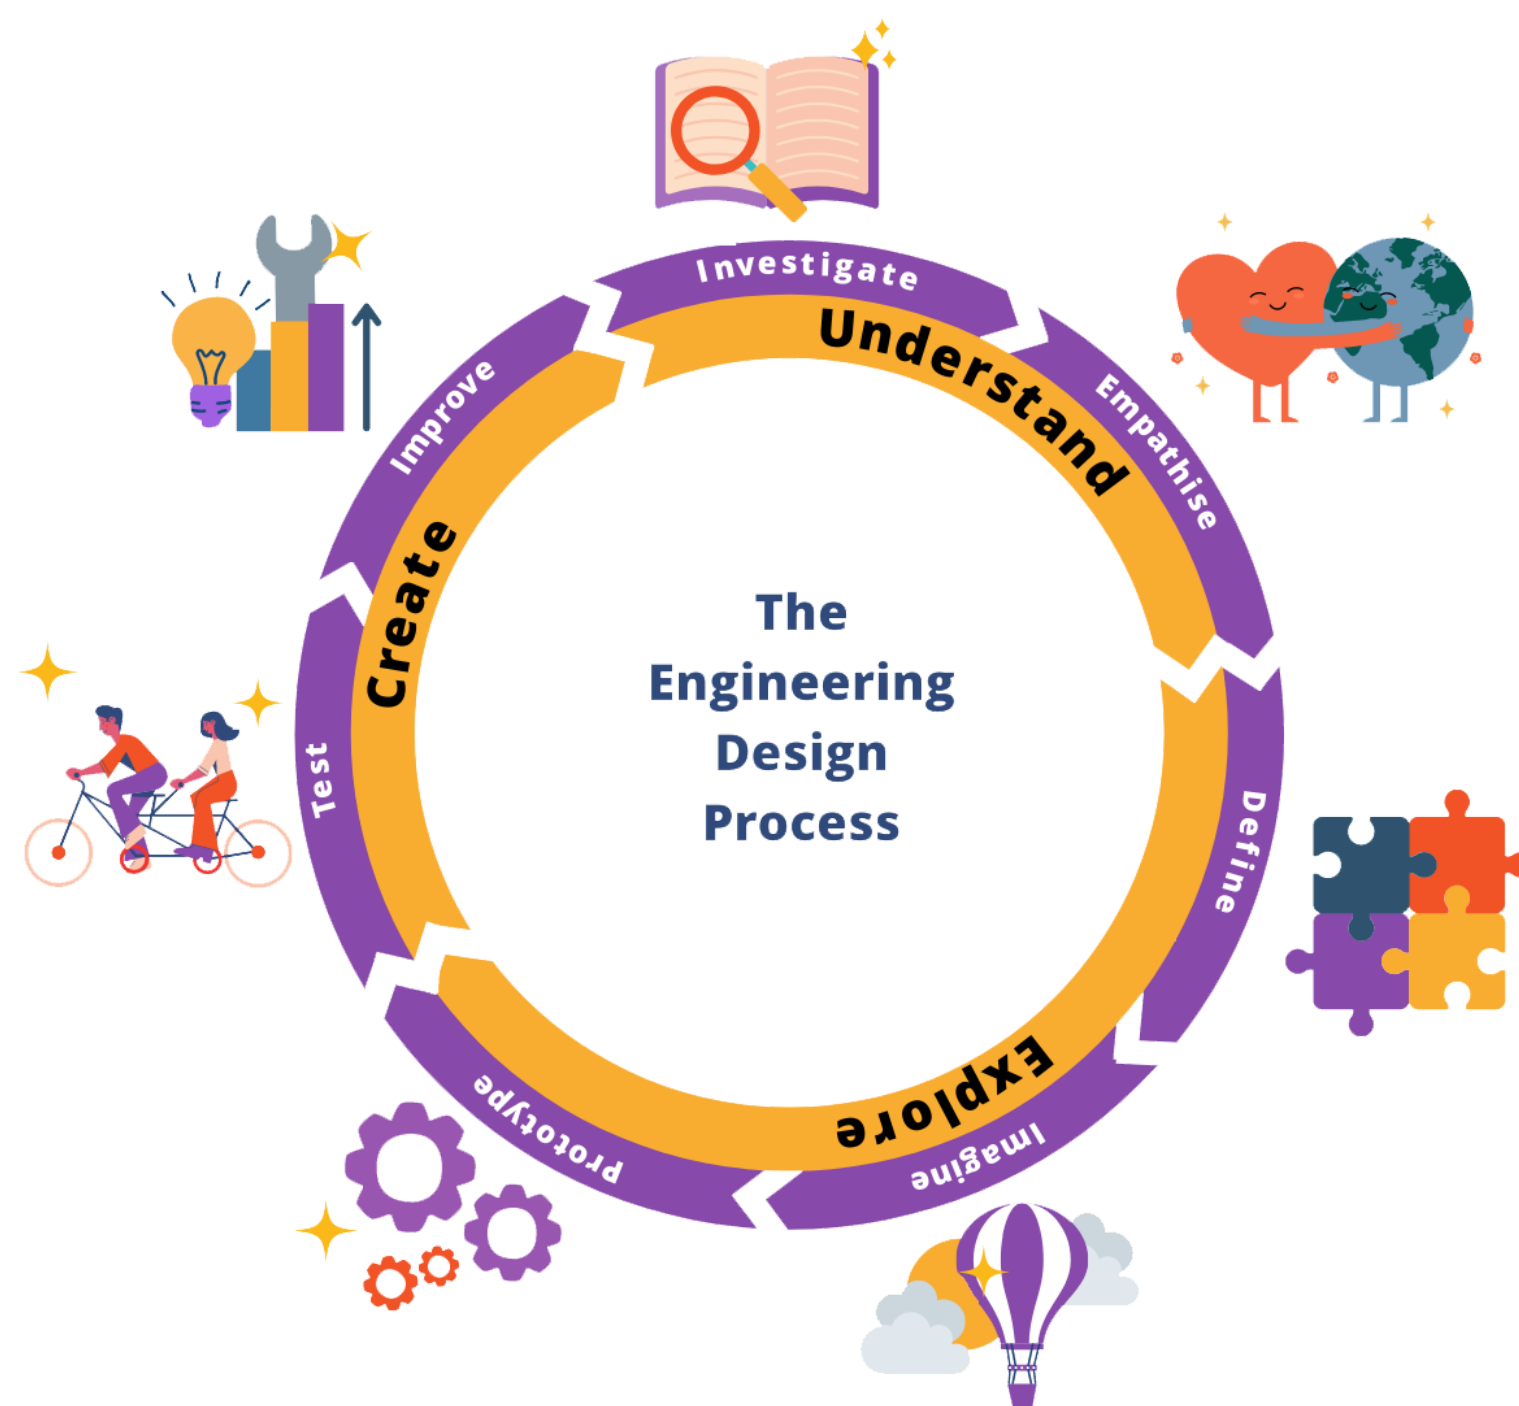 The
Engineering
Design
Process
Understand
Investigate
Empathise
Explore
Define
Imagine
Prototype
Create
Test
Improve